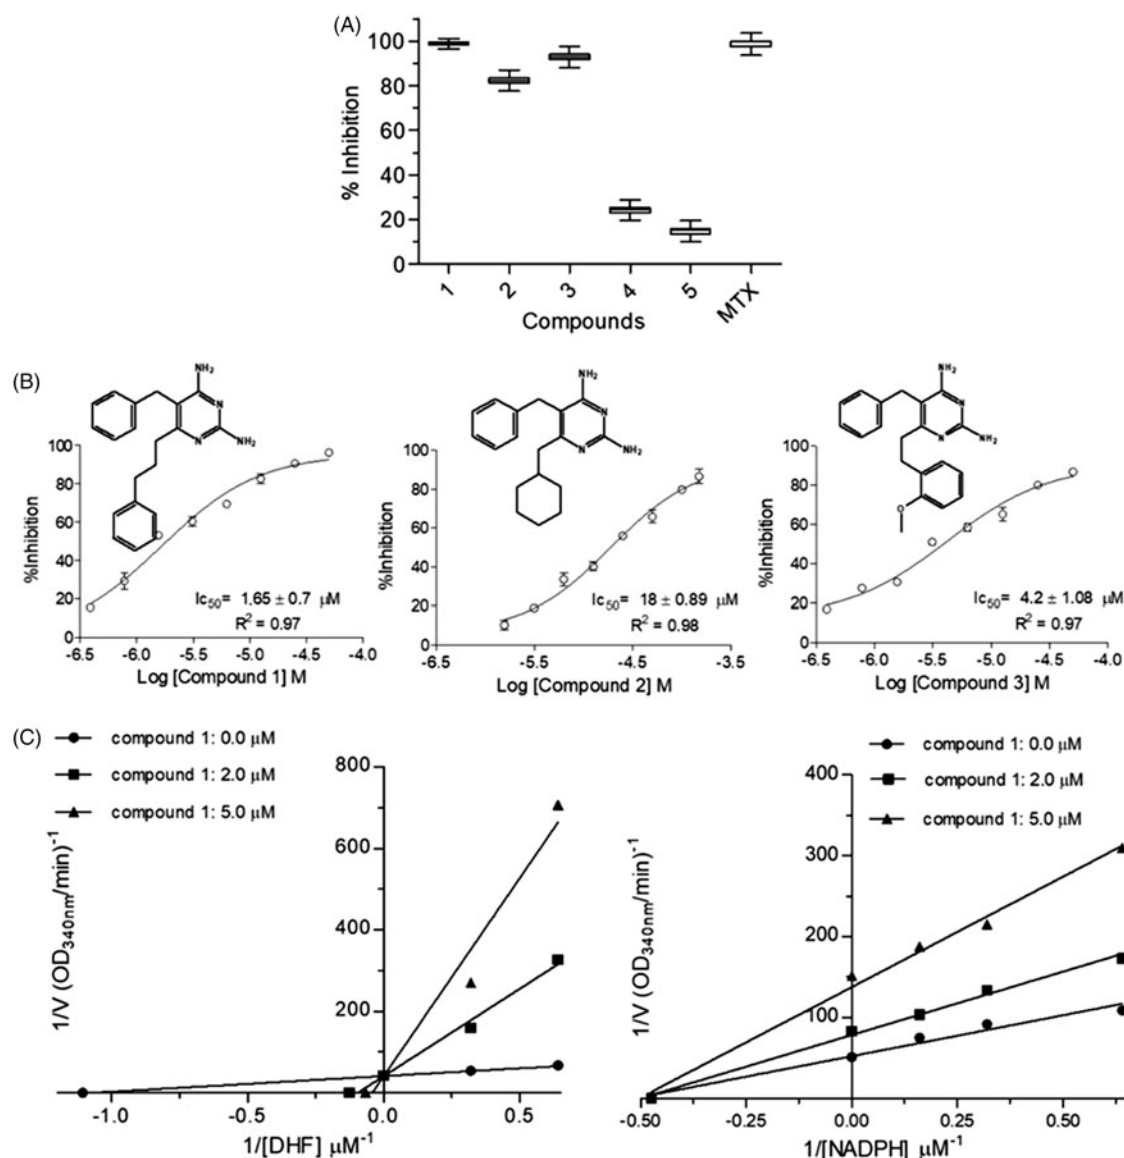 (A)
% Inhibition
100
80
60
40
20
0
1 2 3 4 5 MTX
Compounds
(B)
NH₂
N
N
NH₂
%Inhibition
100
80
60
40
20
0
Ic₅₀= 1.65 ± 0.7 μM
R² = 0.97
-6.5 -6.0 -5.5 -5.0 -4.5 -4.0
Log [Compound 1] M
NH₂
N
N
NH₂
%Inhibition
100
80
60
40
20
0
Ic₅₀= 18 ± 0.89 μM
R² = 0.98
-6.5 -5.5 -4.5 -3.5
Log [Compound 2] M
NH₂
N
N
NH₂
O
%Inhibition
100
80
60
40
20
0
Ic₅₀= 4.2 ± 1.08 μM
R² = 0.97
-6.5 -6.0 -5.5 -5.0 -4.5 -4.0
Log [Compound 3] M
(C)
compound 1: 0.0 μM
compound 1: 2.0 μM
compound 1: 5.0 μM
1/V (OD₃₄₀ₙₘ/min)⁻¹
800
600
400
200
-1.0 -0.5 0.0 0.5
1/[DHF] μM⁻¹
compound 1: 0.0 μM
compound 1: 2.0 μM
compound 1: 5.0 μM
1/V (OD₃₄₀ₙₘ/min)⁻¹
400
300
200
100
-0.50 -0.25 0.00 0.25 0.50
1/[NADPH] μM⁻¹